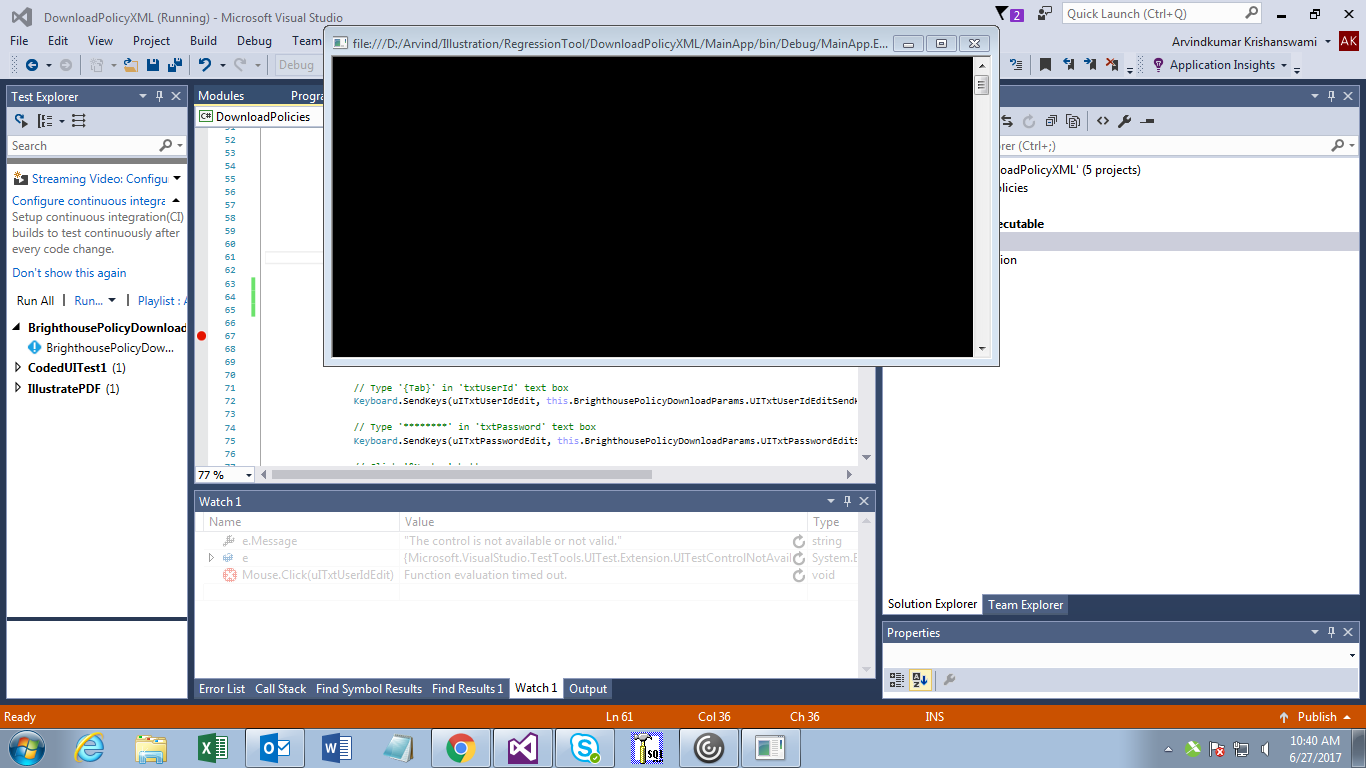 DownloadPolicyXML (Running) - Microsoft Visual Studio
2
Quick Launch (Ctrl+Q)
File Edit View Project Build Debug Team
Arvindkumar Krishanswami
AK
file:///D:/Arvind/Illustration/RegressionTool/DownloadPolicyXML/MainApp/bin/Debug/MainApp.E...
Debug
Application Insights
Test Explorer
Search
Streaming Video: Configu
Configure continuous integra
Setup continuous integration(CI)
builds to test continuously after
every code change.
Don't show this again
Run All Run... Playlist :
BrighthousePolicyDownload
BrighthousePolicyDow...
CodedUITest1 (1)
IllustratePDF (1)
Modules Progra
C# DownloadPolicies
52
53
54
55
56
57
58
59
60
61
62
63
64
65
66
67
68
69
70
71 // Type '{Tab}' in 'txtUserId' text box
72 Keyboard.SendKeys(uITxtUserIdEdit, this.BrighthousePolicyDownloadParams.UITxtUserIdEditSendK
73
74 // Type '********' in 'txtPassword' text box
75 Keyboard.SendKeys(uITxtPasswordEdit, this.BrighthousePolicyDownloadParams.UITxtPasswordEditS
76
77 %
Watch 1
Name Value Type
e.Message "The control is not available or not valid." string
e {Microsoft.VisualStudio.TestTools.UITest.Extension.UITestControlNotAvail System.E
Mouse.Click(uITxtUserIdEdit) Function evaluation timed out. void
Error List Call Stack Find Symbol Results Find Results 1 Watch 1 Output
orer (Ctrl+;)
loadPolicyXML' (5 projects)
licies
ecutable
ion
Solution Explorer Team Explorer
Properties
Ready Ln 61 Col 36 Ch 36 INS Publish
SQL
10:40 AM
6/27/2017